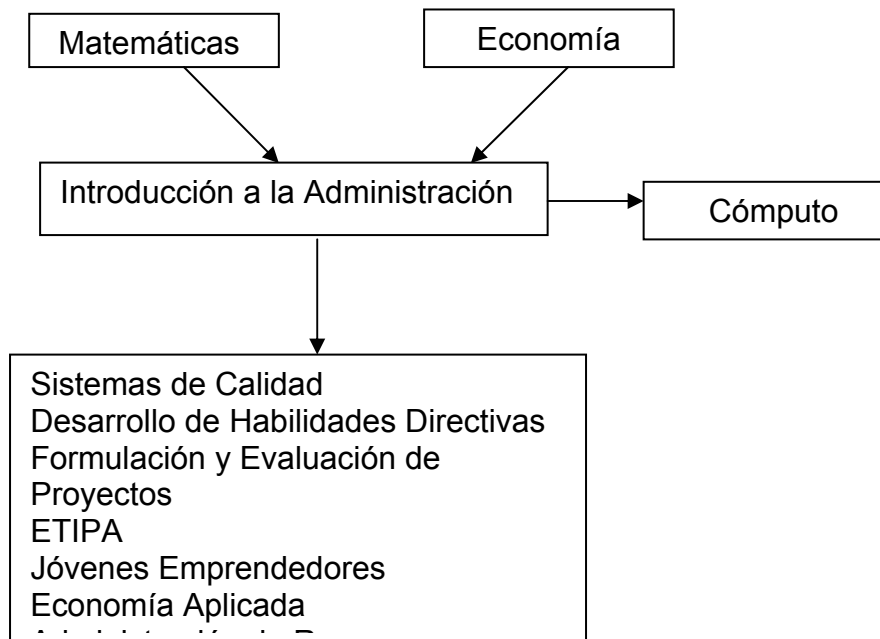 Matemáticas
Economía
Introducción a la Administración
Cómputo
Sistemas de Calidad
Desarrollo de Habilidades Directivas
Formulación y Evaluación de
Proyectos
ETIPA
Jóvenes Emprendedores
Economía Aplicada